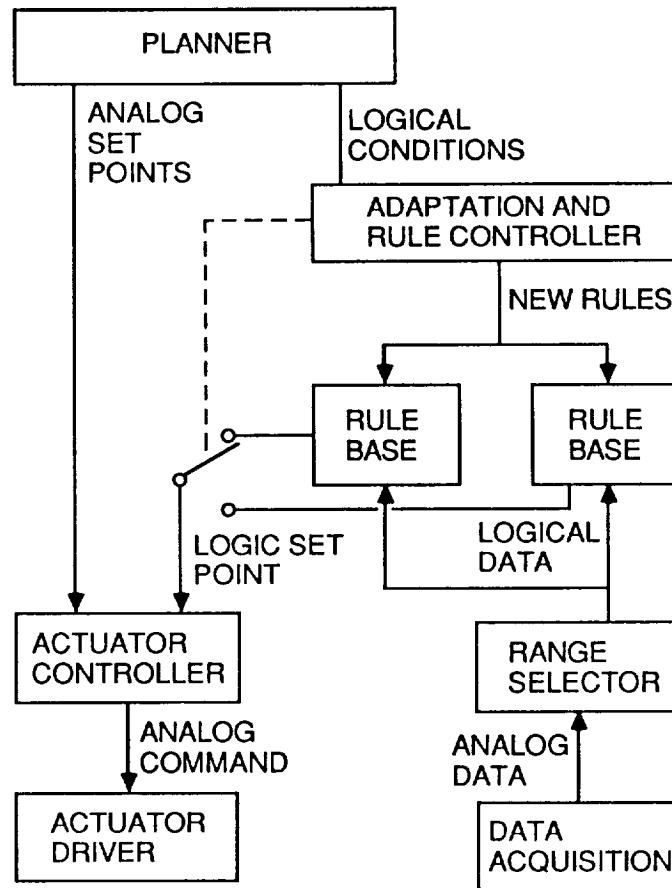 PLANNER
ANALOG
SET
POINTS
LOGICAL
CONDITIONS
ADAPTATION AND
RULE CONTROLLER
NEW RULES
RULE
BASE
RULE
BASE
LOGIC SET
POINT
LOGICAL
DATA
ACTUATOR
CONTROLLER
RANGE
SELECTOR
ANALOG
COMMAND
ANALOG
DATA
ACTUATOR
DRIVER
DATA
ACQUISITION